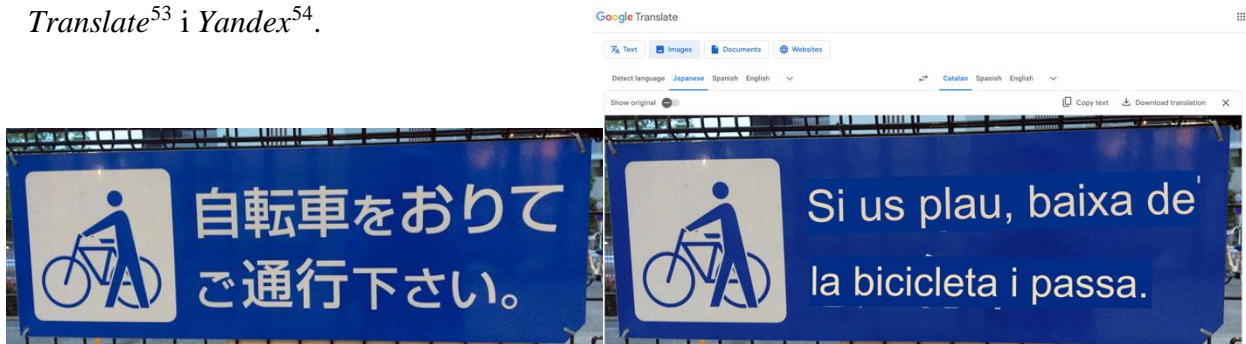 Translate53 i Yandex54.
Google Translate
Text Images Documents Websites
Detect language Japanese Spanish English
Catalan Spanish English
Show original
Copy text Download translation
自転車をおりて
ご通行下さい。
Si us plau, baixa de
la bicicleta i passa.